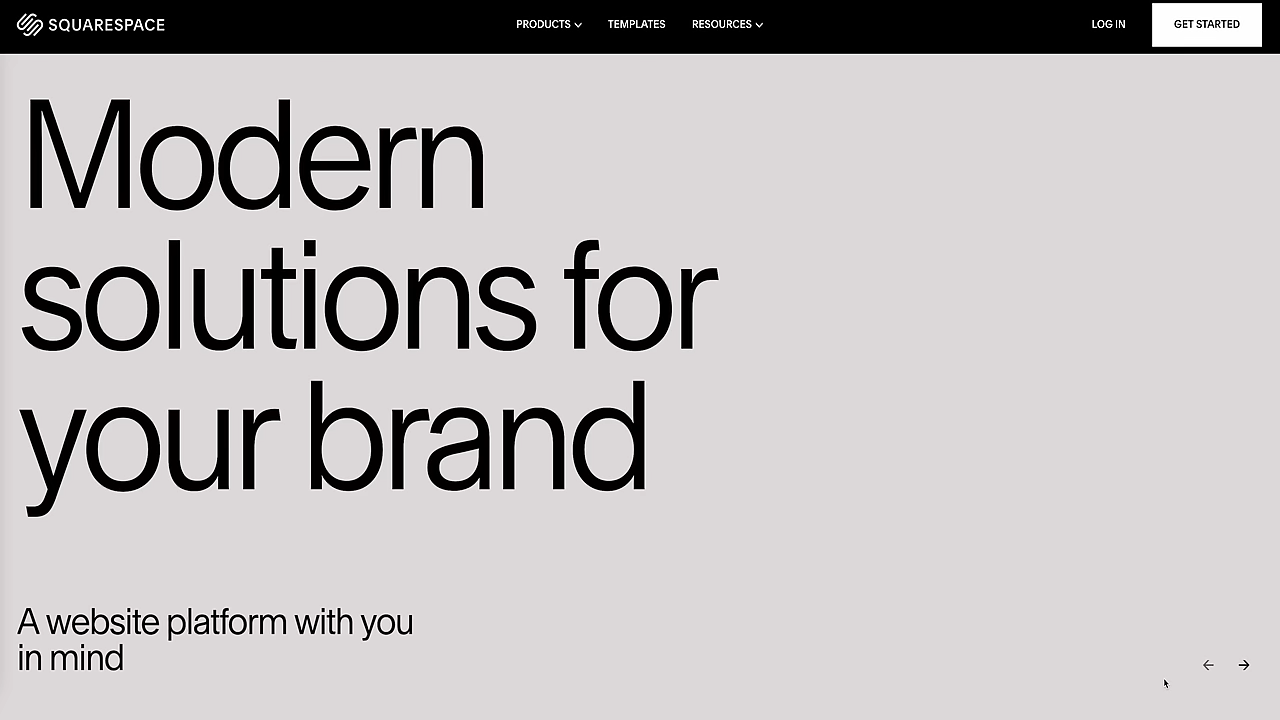 SQUARESPACE
PRODUCTS
TEMPLATES
RESOURCES
LOG IN
GET STARTED
Modern
solutions for
your brand
A website platform with you
in mind